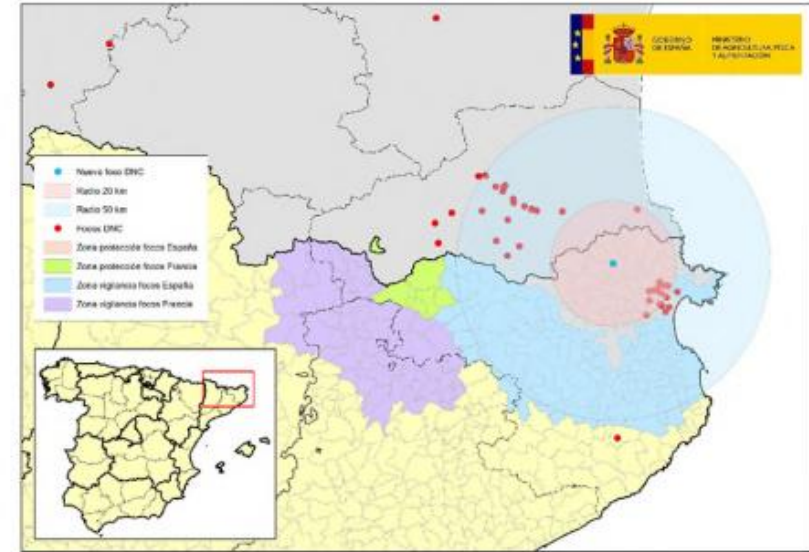 GOBIERNO
DE ESPAÑA
MINISTERIO
DE AGRICULTURA, PESCA
Y ALIMENTACIÓN
Nuevo foco DNC
Radio 20 km
Radio 50 km
Focos DNC
Zona protección focos España
Zona protección focos Francia
Zona vigilancia focos España
Zona vigilancia focos Francia